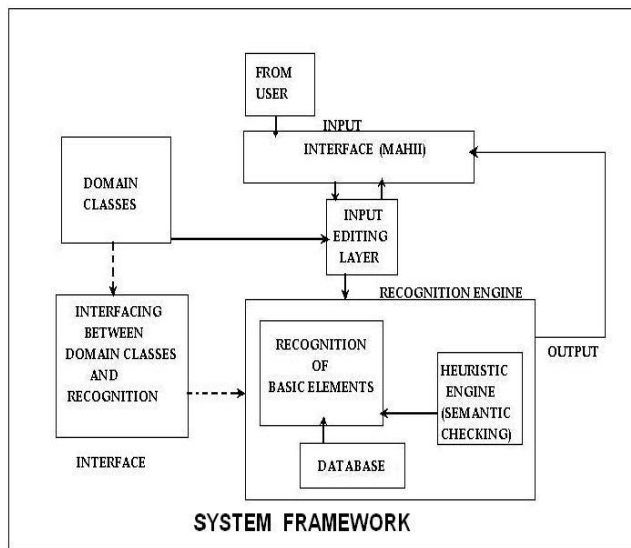 FROM
USER
INPUT
INTERFACE (MAHII)
DOMAIN
CLASSES
INPUT
EDITING
LAYER
RECOGNITION ENGINE
INTERFACING
BETWEEN
DOMAIN CLASSES
AND
RECOGNITION
RECOGNITION
OF
BASIC ELEMENTS
HEURISTIC
ENGINE
(SEMANTIC
CHECKING)
OUTPUT
DATABASE
INTERFACE
SYSTEM FRAMEWORK